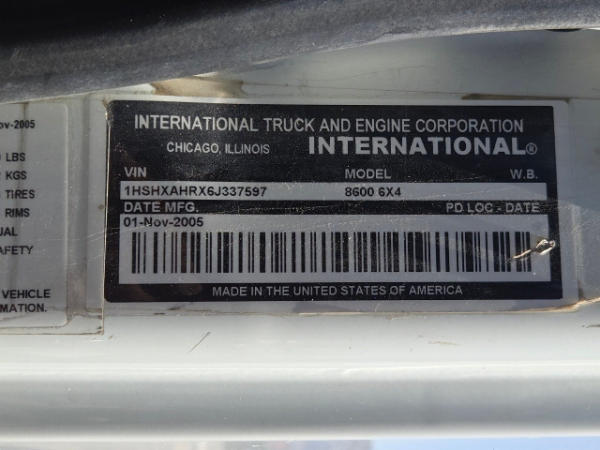 ov-2005
LBS
KGS
TIRES
RIMS
UAL
AFETY
VEHICLE
MATION.
INTERNATIONAL TRUCK AND ENGINE CORPORATION
CHICAGO, ILLINOIS INTERNATIONAL®
VIN MODEL W.B.
1HSHXAHRX6J337597 8600 6X4
DATE MFG. PD LOC - DATE
01-Nov-2005
MADE IN THE UNITED STATES OF AMERICA